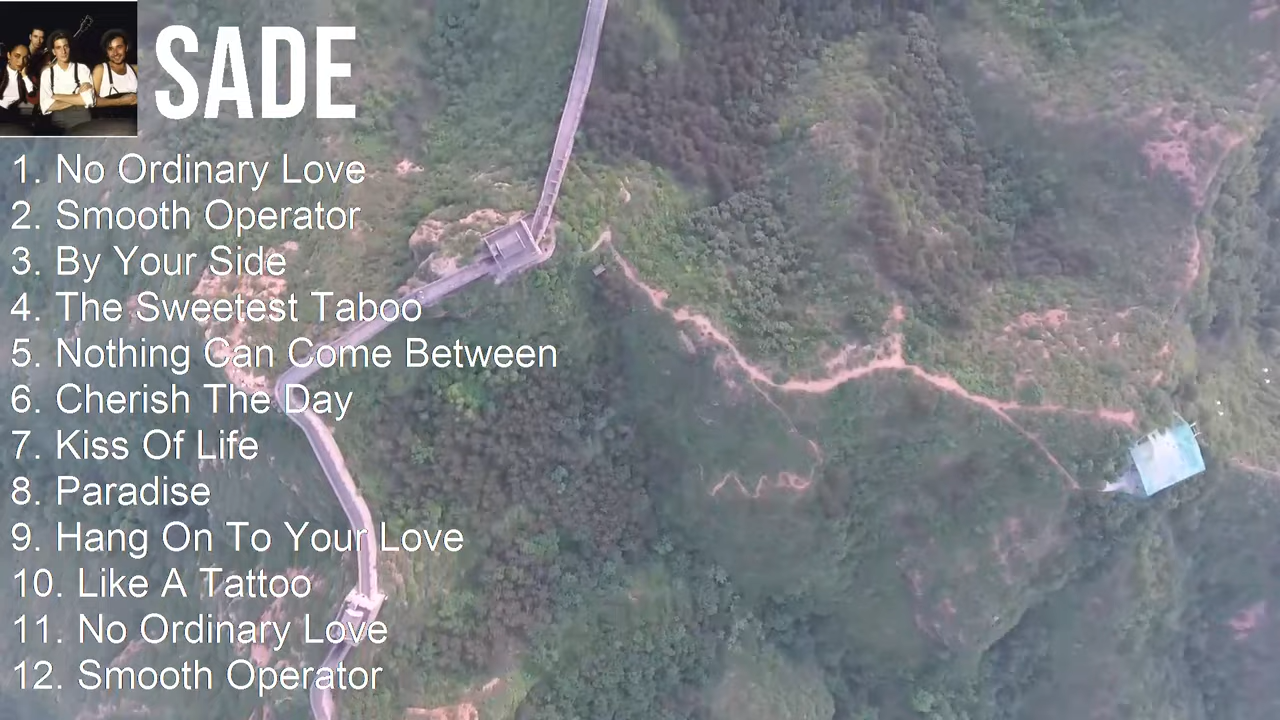 SADE
1. No Ordinary Love
2. Smooth Operator
3. By Your Side
4. The Sweetest Taboo
5. Nothing Can Come Between
6. Cherish The Day
7. Kiss Of Life
8. Paradise
9. Hang On To Your Love
10. Like A Tattoo
11. No Ordinary Love
12. Smooth Operator